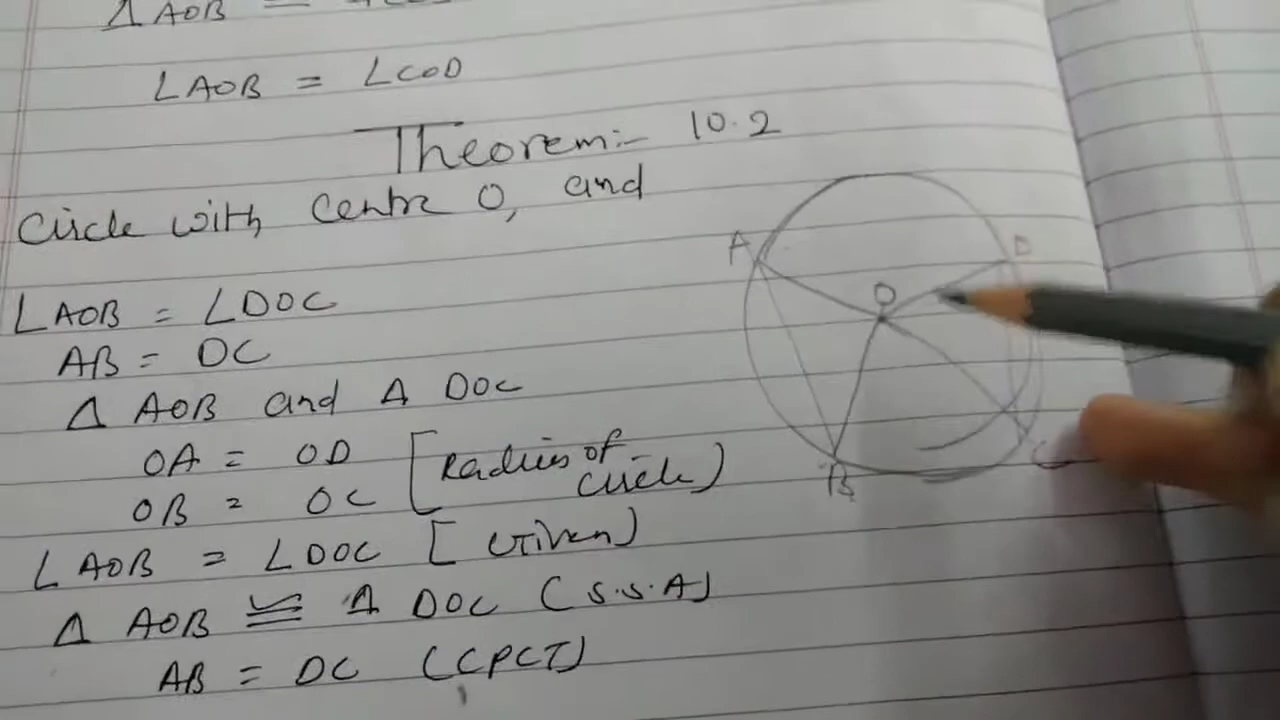 Δ AOB ≅
∠AOB = ∠COD
Theorem:- 10.2
Circle with Centre O, and
∠AOB = ∠DOC
AB = DC
Δ AOB and Δ DOC
OA = OD [Radius of
OB = OC circle)
∠AOB = ∠DOC [Given)
Δ AOB ≅ Δ DOC (S.S.A)
AB = DC (CPCT)
A
D
O
B
C